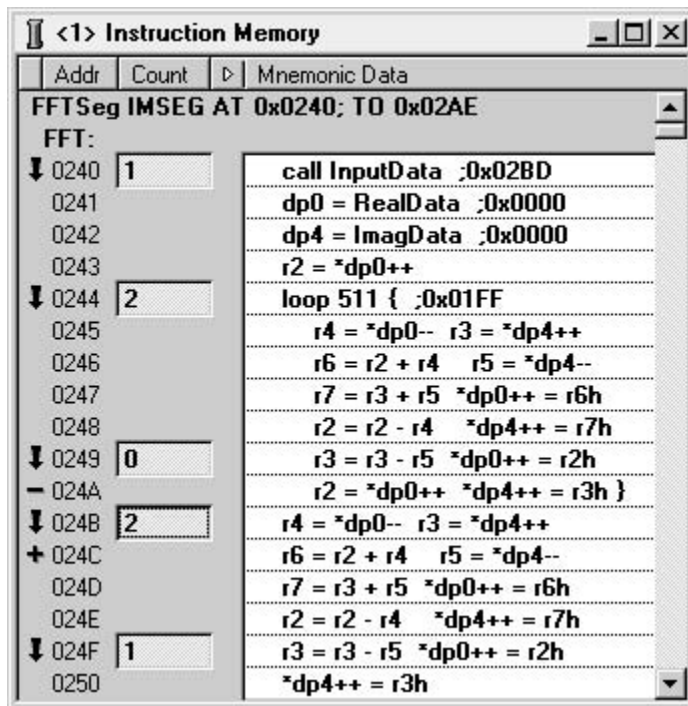 <1> Instruction Memory
Addr Count Mnemonic Data
FFTSeg IMSEG AT 0x0240; TO 0x02AE
FFT:
0240 1 call InputData ;0x02BD
0241 dp0 = RealData ;0x0000
0242 dp4 = ImagData ;0x0000
0243 r2 = *dp0++
0244 2 loop 511 { ;0x01FF
0245 r4 = *dp0-- r3 = *dp4++
0246 r6 = r2 + r4 r5 = *dp4--
0247 r7 = r3 + r5 *dp0++ = r6h
0248 r2 = r2 - r4 *dp4++ = r7h
0249 0 r3 = r3 - r5 *dp0++ = r2h
024A r2 = *dp0++ *dp4++ = r3h }
024B 2 r4 = *dp0-- r3 = *dp4++
024C r6 = r2 + r4 r5 = *dp4--
024D r7 = r3 + r5 *dp0++ = r6h
024E r2 = r2 - r4 *dp4++ = r7h
024F 1 r3 = r3 - r5 *dp0++ = r2h
0250 *dp4++ = r3h